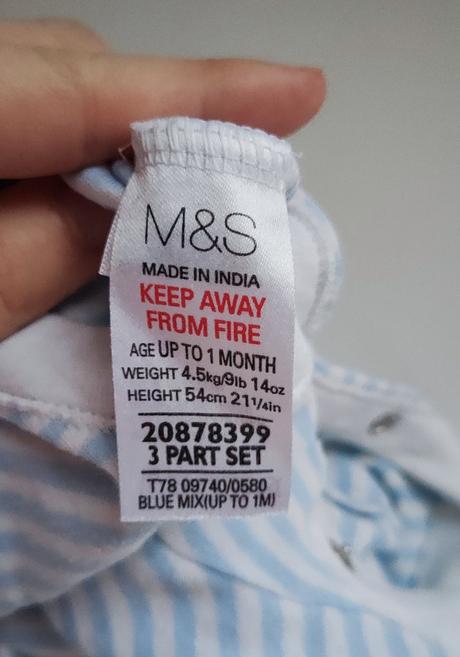 M&S
MADE IN INDIA
KEEP AWAY
FROM FIRE
AGE UP TO 1 MONTH
WEIGHT 4.5kg/9lb 14oz
HEIGHT 54cm 21¼in
20878399
3 PART SET
T78 09740/0580
BLUE MIX(UP TO 1M)